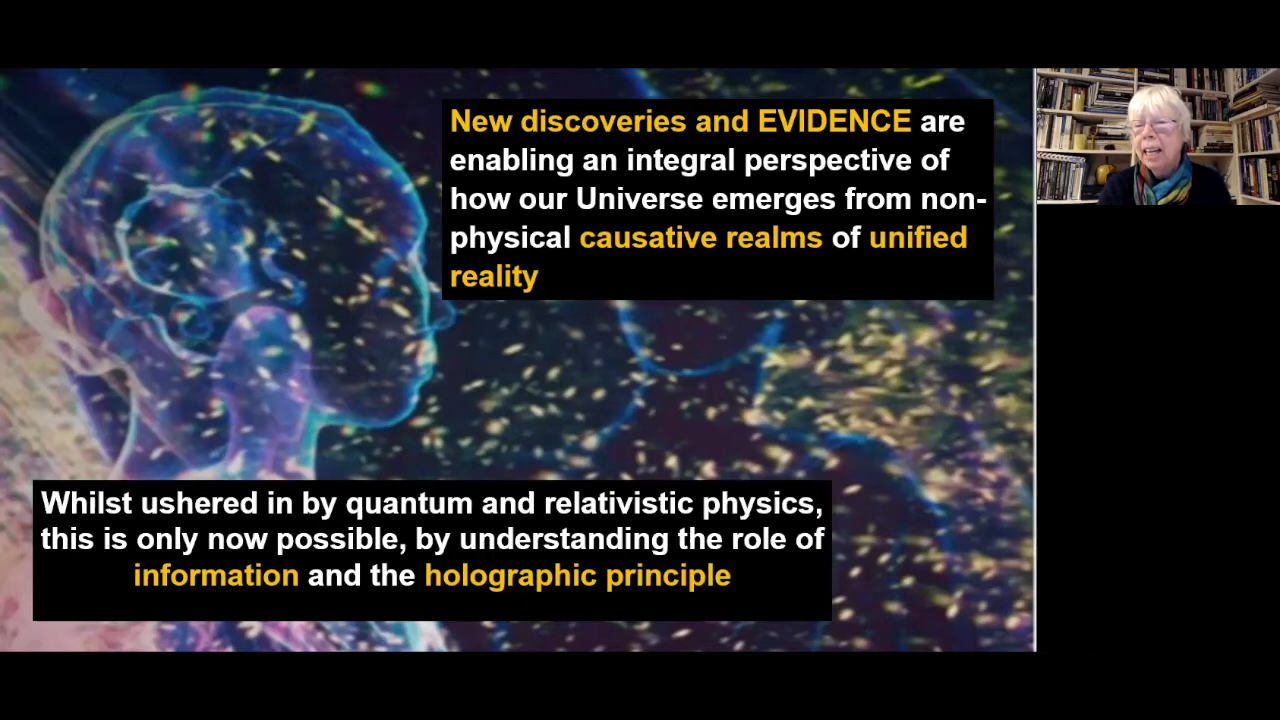 New discoveries and EVIDENCE are
enabling an integral perspective of
how our Universe emerges from non-
physical causative realms of unified
reality
Whilst ushered in by quantum and relativistic physics,
this is only now possible, by understanding the role of
information and the holographic principle